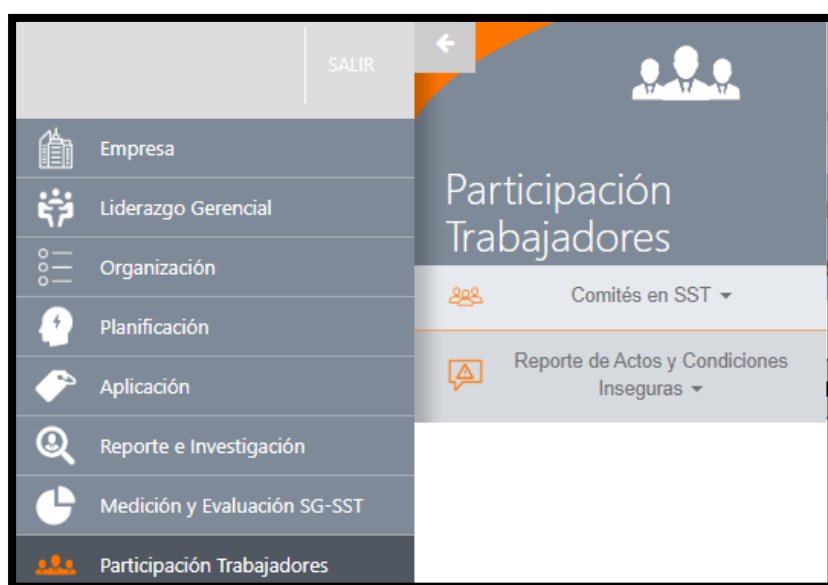 SALIR
Empresa
Liderazgo Gerencial
Organización
Planificación
Aplicación
Reporte e Investigación
Medición y Evaluación SG-SST
Participación Trabajadores
Participación
Trabajadores
Comités en SST
Reporte de Actos y Condiciones
Inseguras